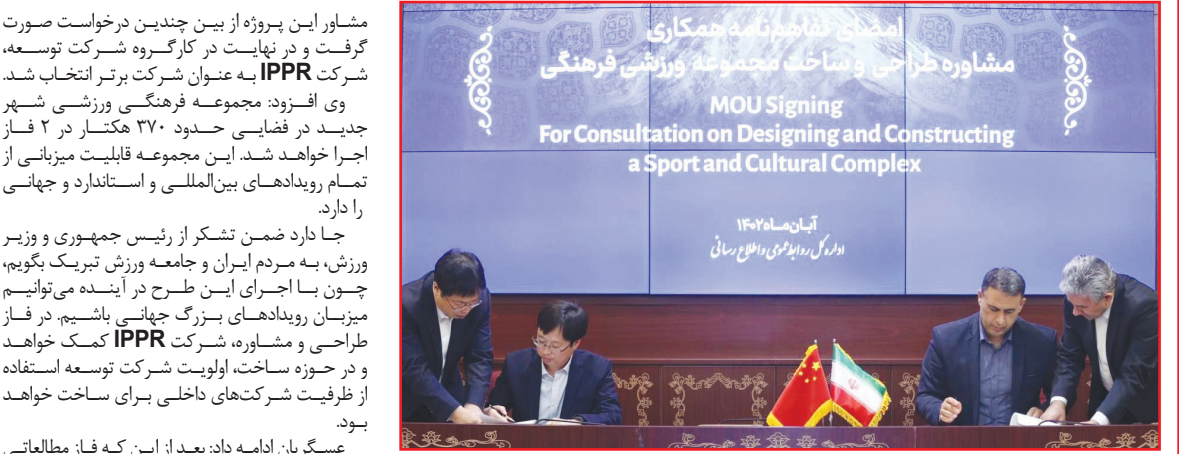 امضای تفاهم‌نامه همکاری
مشاوره طراحی و ساخت مجموعه ورزشی فرهنگی
MOU Signing
For Consultation on Designing and Constructing
a Sport and Cultural Complex
آبان‌ماه ۱۴۰۲
اداره کل روابط عمومی و اطلاع رسانی
مشاور این پروژه از بین چندین درخواست صورت
گرفت و در نهایت در کارگروه شرکت توسعه،
شرکت IPPR به عنوان شرکت برتر انتخاب شد.
وی افزود: مجموعه فرهنگی ورزشی شهر
جدید در فضایی حدود ۳۷۰ هکتار در ۲ فاز
اجرا خواهد شد. این مجموعه قابلیت میزبانی از
تمام رویدادهای بین‌المللی و استاندارد و جهانی
را دارد.
جا دارد ضمن تشکر از رئیس جمهوری و وزیر
ورزش، به مردم ایران و جامعه ورزش تبریک بگویم،
چون با اجرای این طرح در آینده می‌توانیم
میزبان رویدادهای بزرگ جهانی باشیم. در فاز
طراحی و مشاوره، شرکت IPPR کمک خواهد
و در حوزه ساخت، اولویت شرکت توسعه استفاده
از ظرفیت شرکت‌های داخلی برای ساخت خواهد
بود.
عسگریان ادامه داد: بعد از این که فاز مطالعاتی